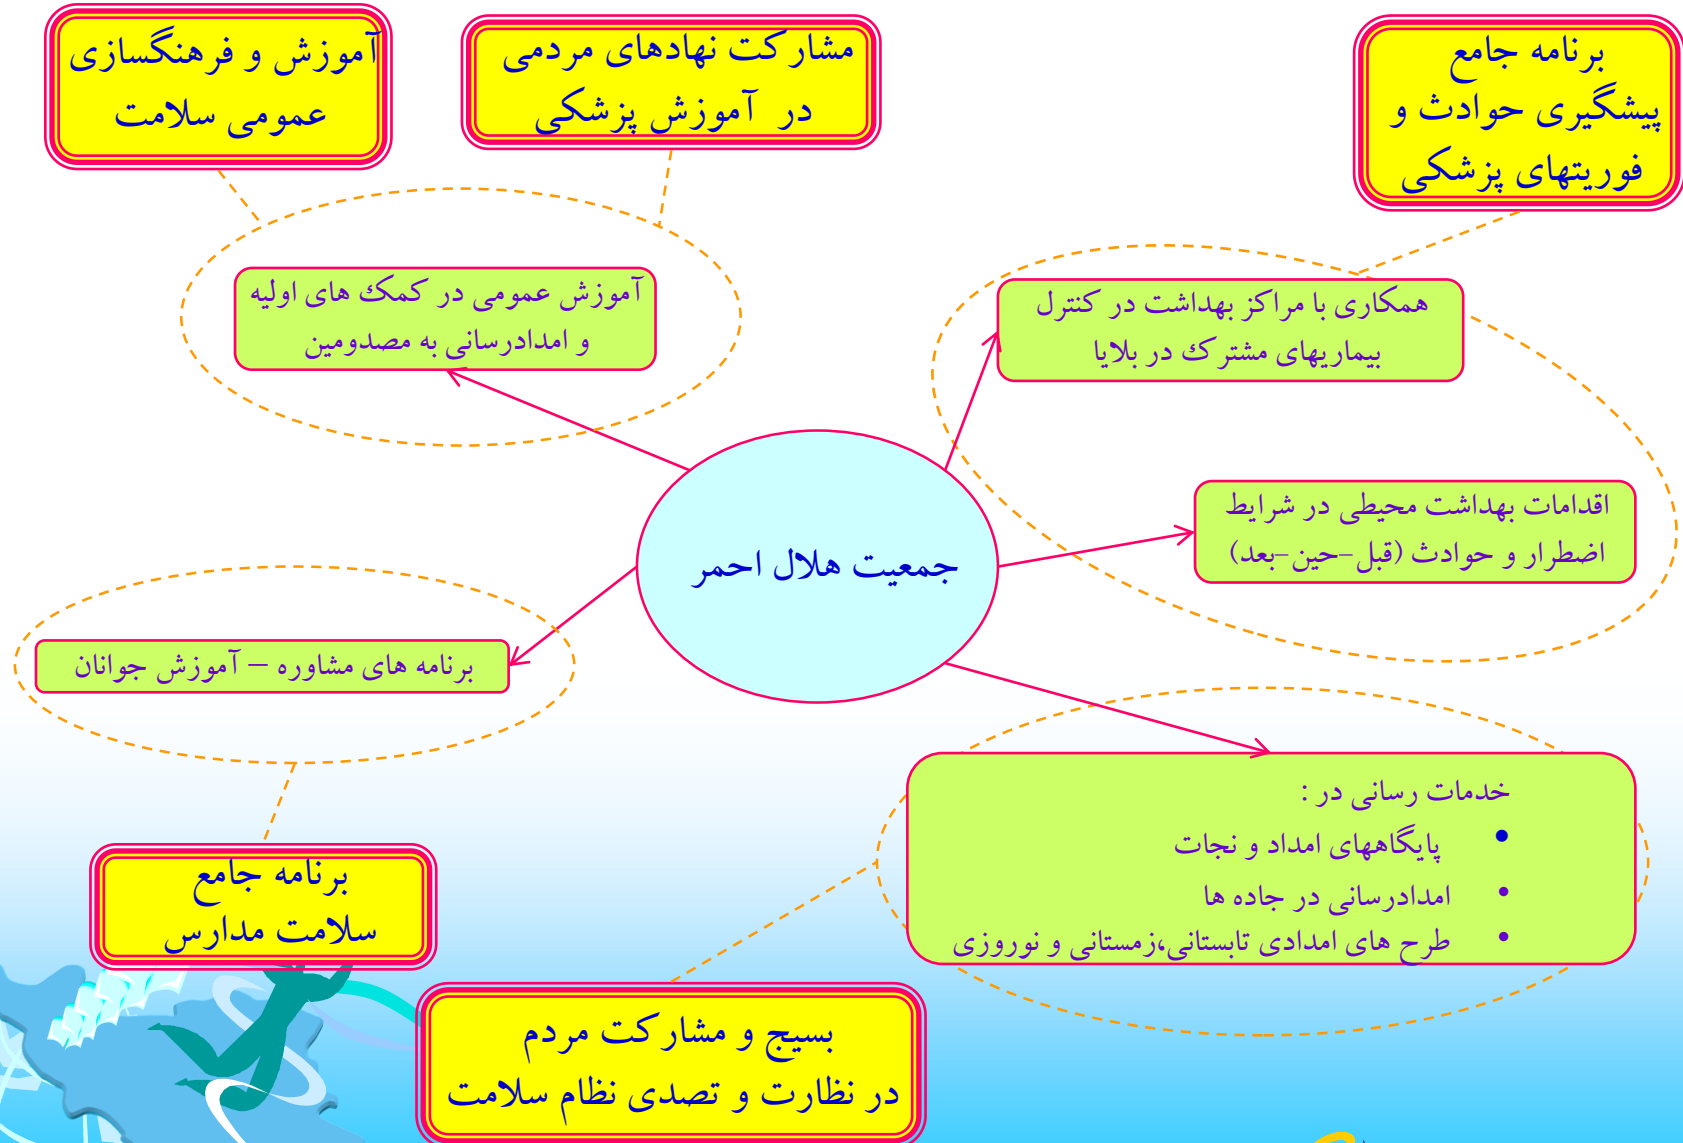 برنامه جامع
پیشگیری حوادث و
فوریتهای پزشکی
مشارکت نهادهای مردمی
در آموزش پزشکی
آموزش و فرهنگسازی
عمومی سلامت
آموزش عمومی در کمک های اولیه
و امدادرسانی به مصدومین
همکاری با مراکز بهداشت در کنترل
بیماریهای مشترک در بلایا
اقدامات بهداشت محیطی در شرایط
اضطرار و حوادث (قبل-حین-بعد)
جمعیت هلال احمر
برنامه های مشاوره – آموزش جوانان
خدمات رسانی در :
• پایگاههای امداد و نجات
• امدادرسانی در جاده ها
• طرح های امدادی تابستانی،زمستانی و نوروزی
برنامه جامع
سلامت مدارس
بسیج و مشارکت مردم
در نظارت و تصدی نظام سلامت